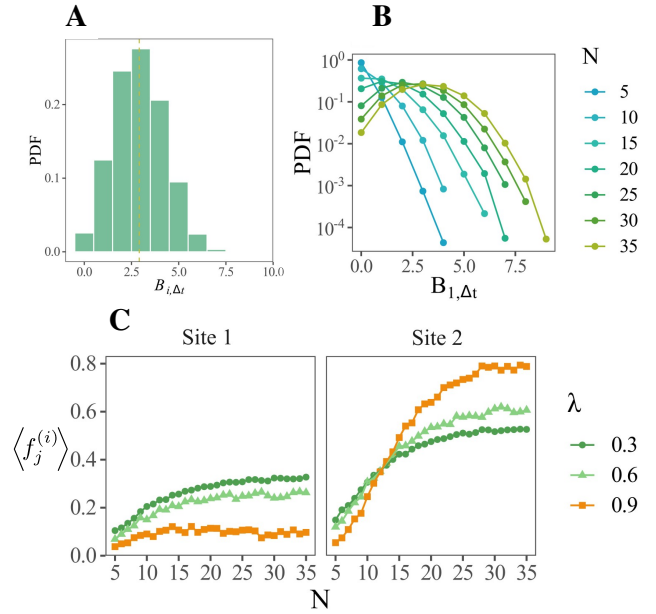 A
PDF
0.2
0.1
0.0
0.0
2.5
5.0
7.5
10.0
B_{i,Δt}
B
PDF
10^0
10^{-1}
10^{-2}
10^{-3}
10^{-4}
0.0
2.5
5.0
7.5
B_{1,Δt}
N
5
10
15
20
25
30
35
C
Site 1
Site 2
⟨f_j^{(i)}⟩
0.8
0.6
0.4
0.2
0.0
5 10 15 20 25 30 35
5 10 15 20 25 30 35
N
λ
0.3
0.6
0.9